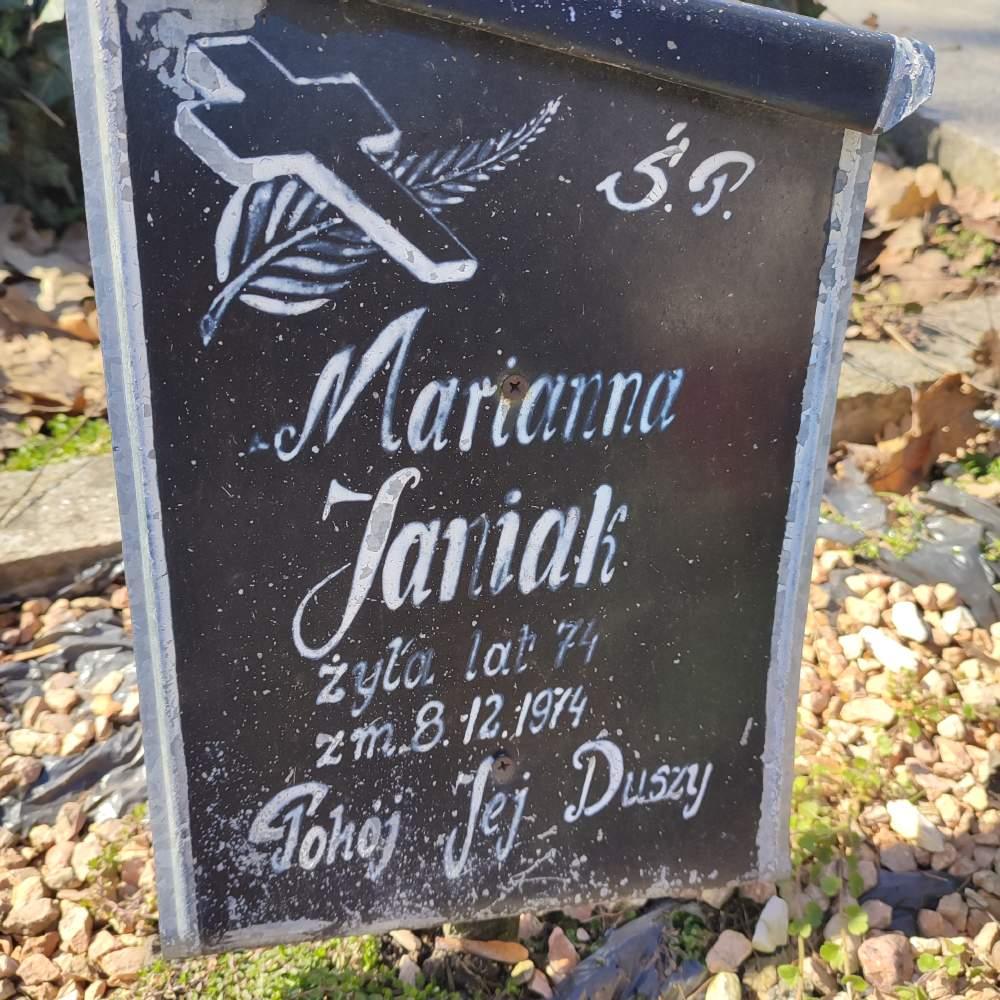 Ś.P.
Marianna
Janiak
żyła lat 74
zm. 8.12.1974
Pokój Jej Duszy